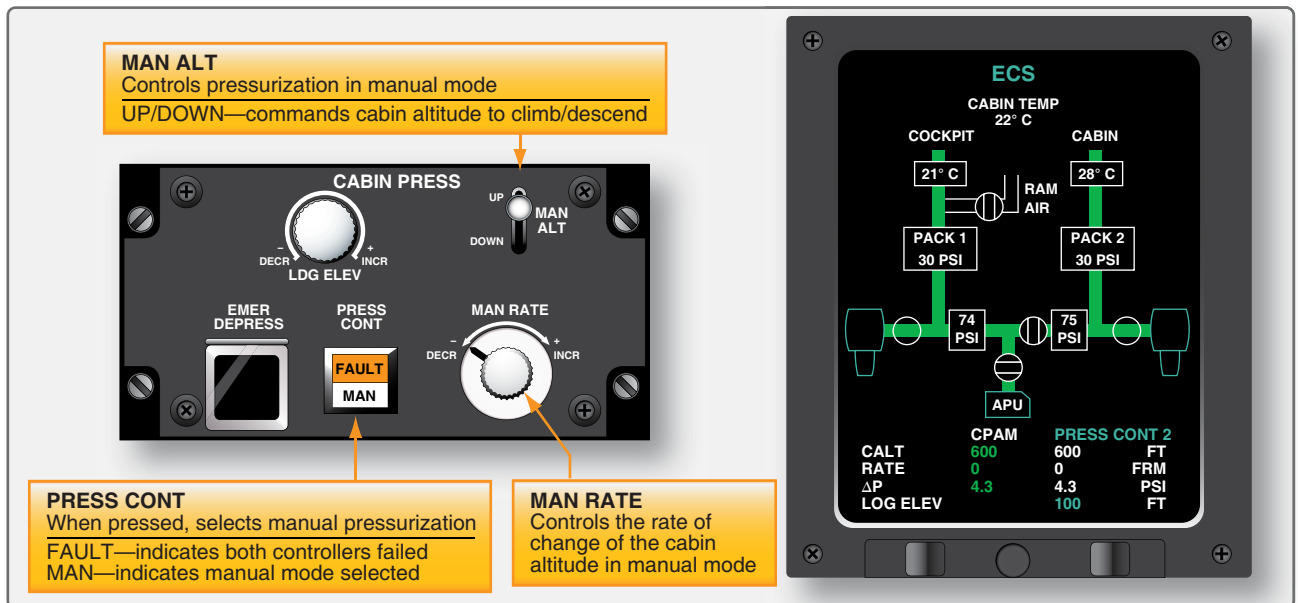 MAN ALT
Controls pressurization in manual mode
UP/DOWN—commands cabin altitude to climb/descend
CABIN PRESS
UP
MAN
ALT
DOWN
– +
DECR INCR
LDG ELEV
EMER
DEPRESS
PRESS
CONT
MAN RATE
– +
DECR INCR
FAULT
MAN
PRESS CONT
When pressed, selects manual pressurization
FAULT—indicates both controllers failed
MAN—indicates manual mode selected
MAN RATE
Controls the rate of
change of the cabin
altitude in manual mode
ECS
CABIN TEMP
22° C
COCKPIT CABIN
21° C 28° C
RAM
AIR
PACK 1 PACK 2
30 PSI 30 PSI
74 75
PSI PSI
APU
CPAM PRESS CONT 2
CALT 600 600 FT
RATE 0 0 FRM
∆P 4.3 4.3 PSI
LOG ELEV 100 FT